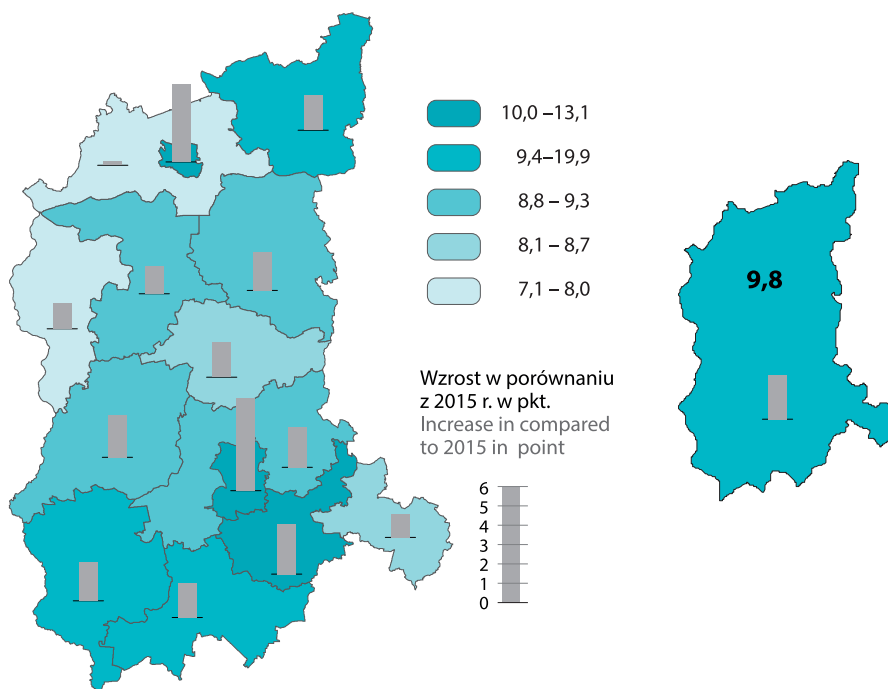 10,0 –13,1
9,4–19,9
8,8 – 9,3
8,1 – 8,7
7,1 – 8,0
9,8
Wzrost w porównaniu
z 2015 r. w pkt.
Increase in compared
to 2015 in point
6
5
4
3
2
1
0